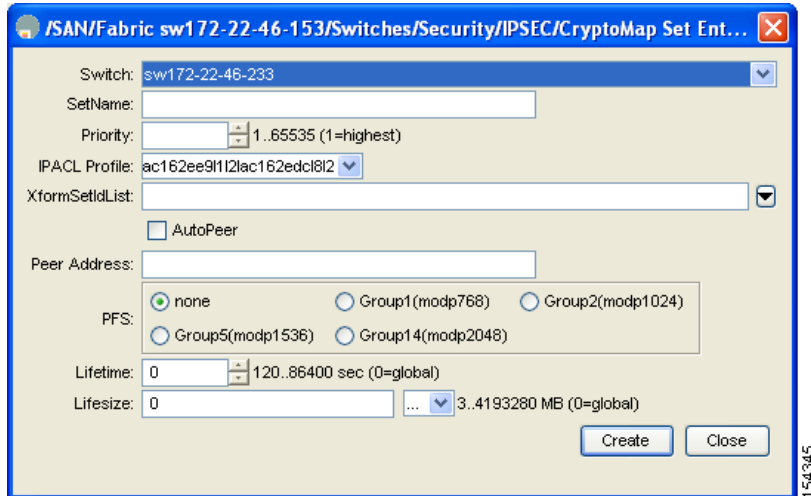 /SAN/Fabric sw172-22-46-153/Switches/Security/IPSEC/CryptoMap Set Ent...
Switch: sw172-22-46-233
SetName:
Priority: 1..65535 (1=highest)
IPACL Profile: ac162ee9l1l2lac162edcl8l2
XformSetIdList:
AutoPeer
Peer Address:
PFS:
none Group1(modp768) Group2(modp1024)
Group5(modp1536) Group14(modp2048)
Lifetime: 0 120..86400 sec (0=global)
Lifesize: 0 ... 3..4193280 MB (0=global)
Create Close
154345